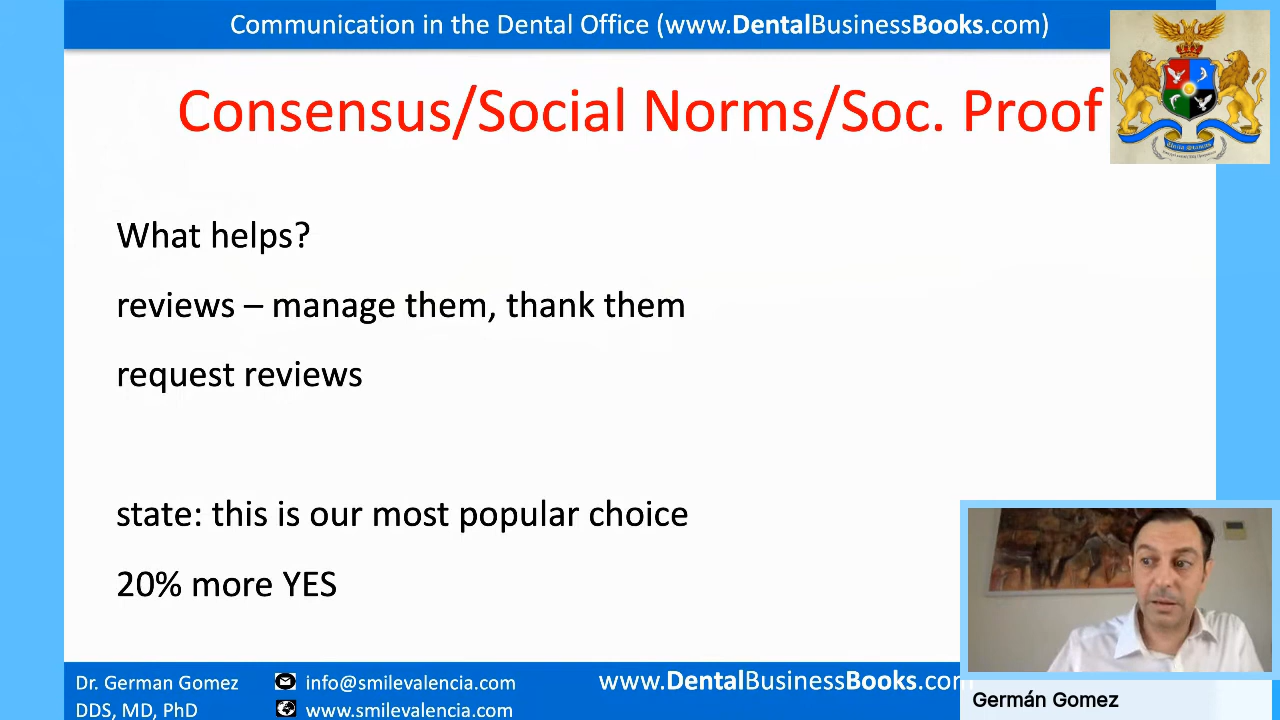 Communication in the Dental Office (www.DentalBusinessBooks.com)
Consensus/Social Norms/Soc. Proof
What helps?
reviews – manage them, thank them
request reviews
state: this is our most popular choice
20% more YES
Dr. German Gomez
DDS, MD, PhD
info@smilevalencia.com
www.smilevalencia.com
www.DentalBusinessBooks.com
Germán Gomez